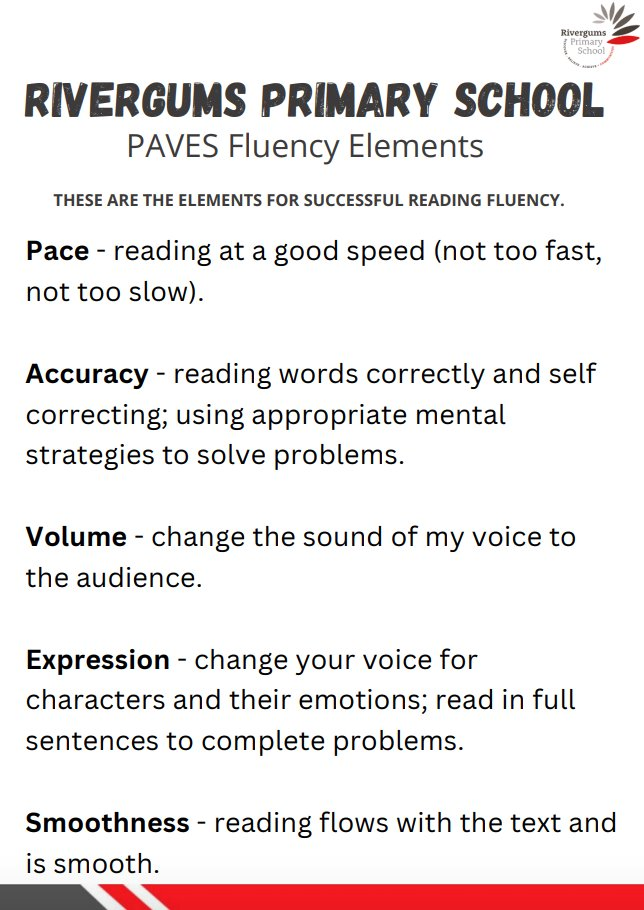 Rivergums
Primary
School
RIVERGUMS PRIMARY SCHOOL
PAVES Fluency Elements
THESE ARE THE ELEMENTS FOR SUCCESSFUL READING FLUENCY.
Pace - reading at a good speed (not too fast,
not too slow).
Accuracy - reading words correctly and self
correcting; using appropriate mental
strategies to solve problems.
Volume - change the sound of my voice to
the audience.
Expression - change your voice for
characters and their emotions; read in full
sentences to complete problems.
Smoothness - reading flows with the text and
is smooth.